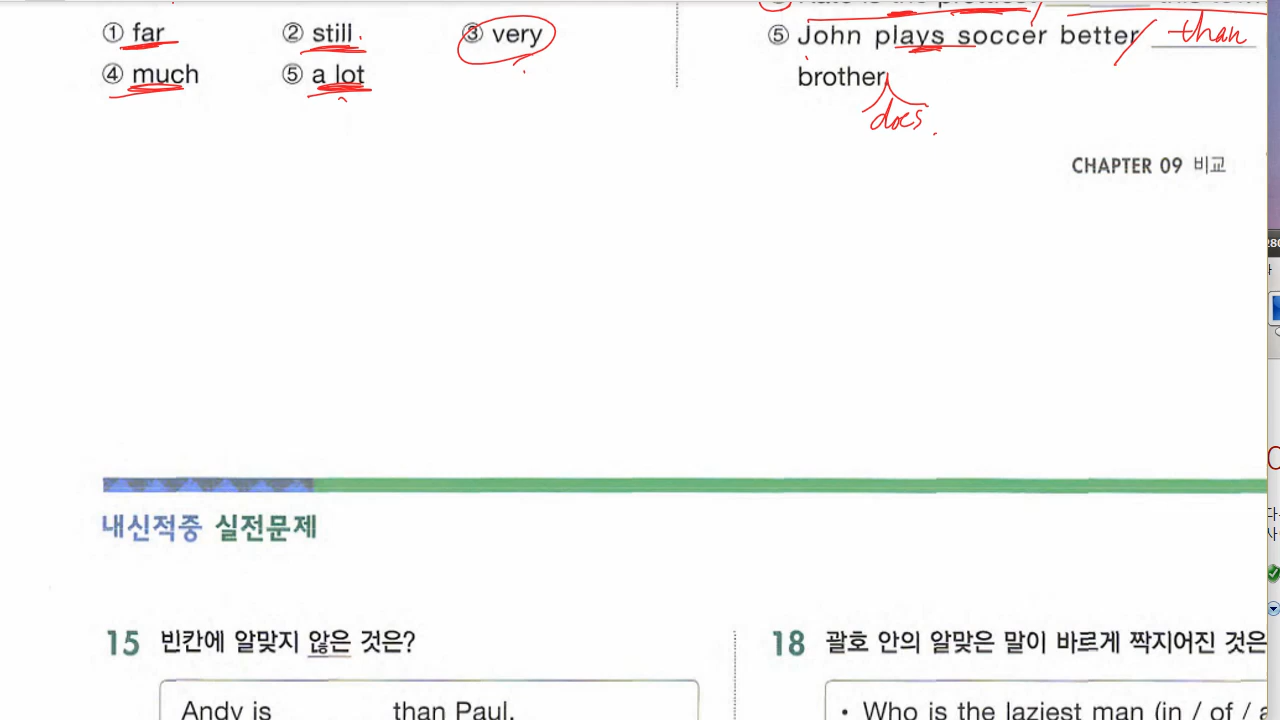 ① far ② still ③ very
④ much ⑤ a lot
⑤ John plays soccer better than
brother
does.
CHAPTER 09 비교
내신적중 실전문제
15 빈칸에 알맞지 않은 것은?
Andy is than Paul.
18 괄호 안의 알맞은 말이 바르게 짝지어진 것은
• Who is the laziest man (in / of /